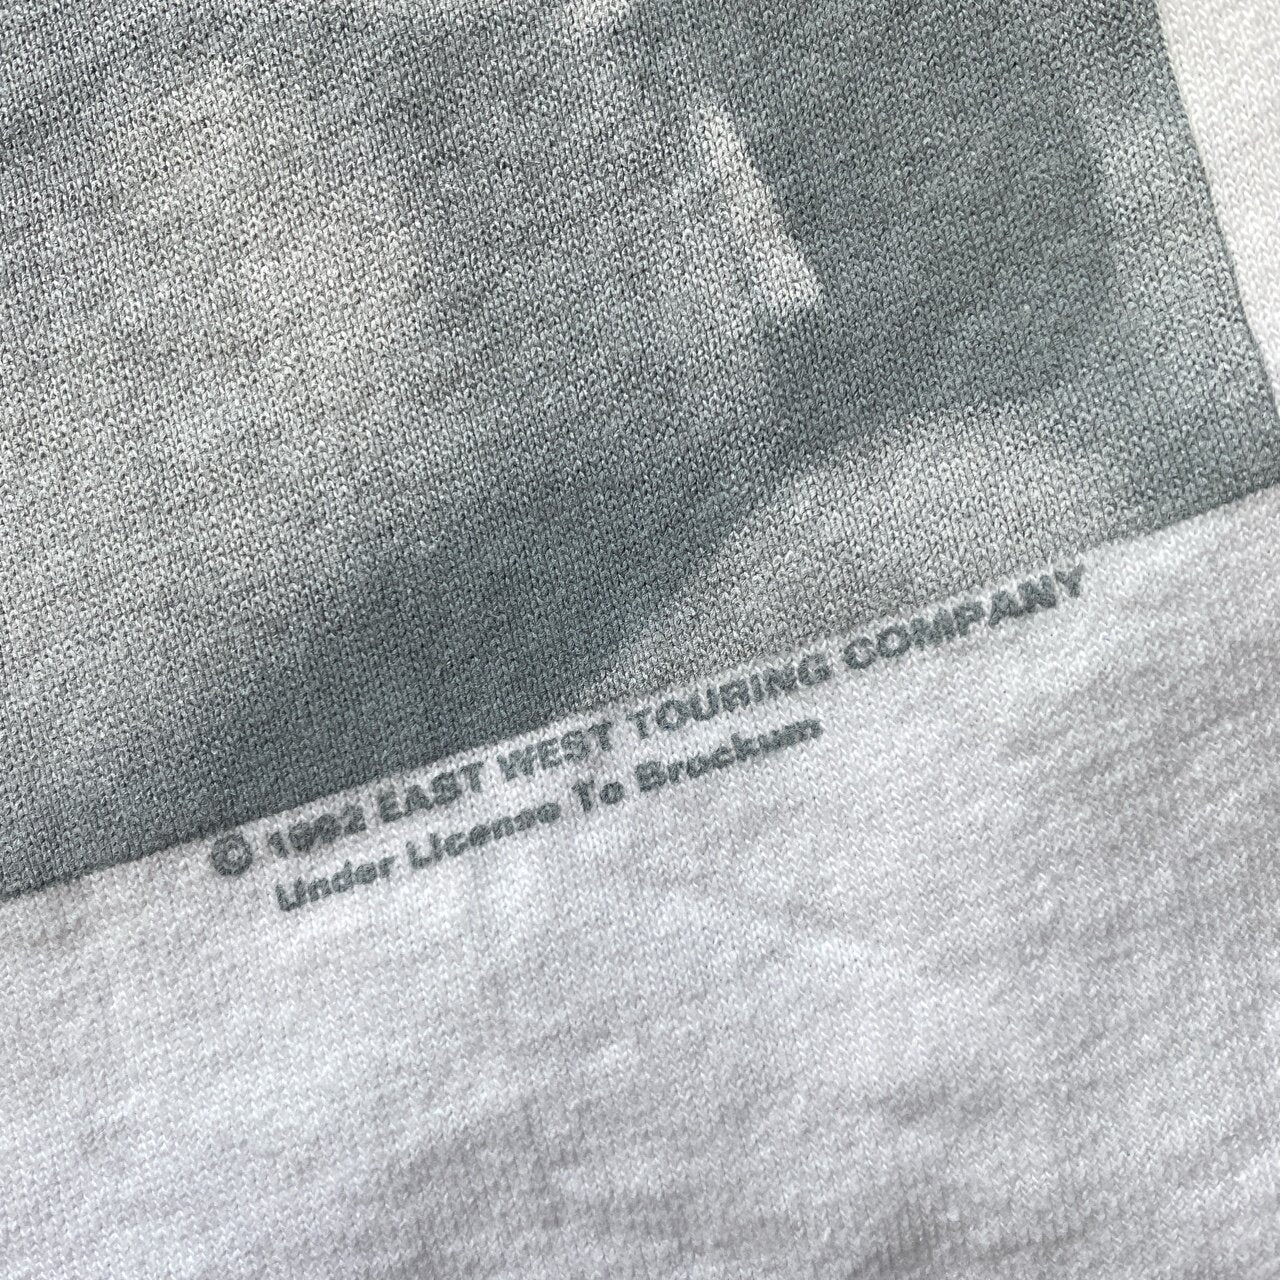 © 1992 EAST WEST TOURING COMPANY
Under License To Brockum